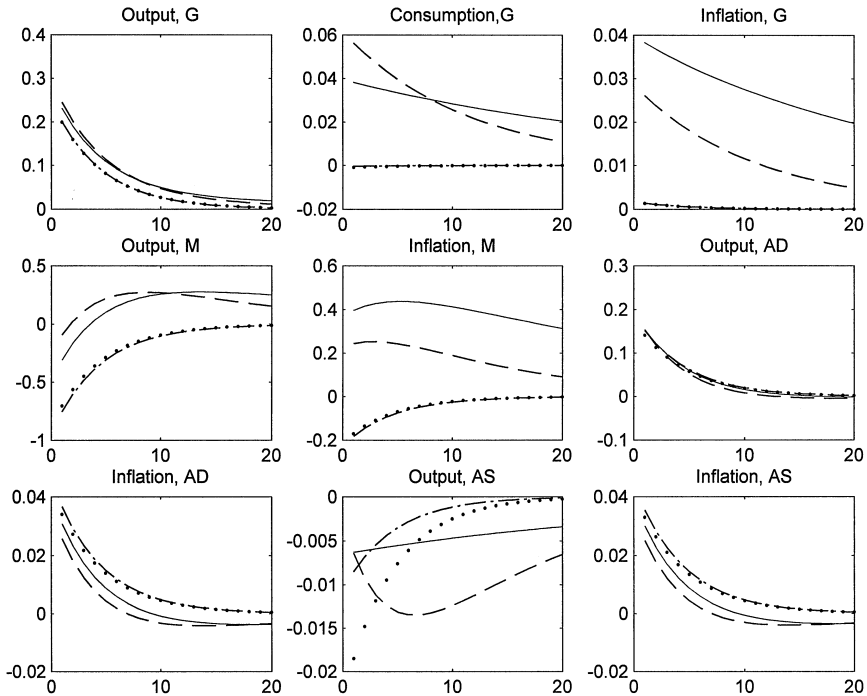 Output, G
Consumption,G
Inflation, G
0.4
0.3
0.2
0.1
0
0 10 20
0.06
0.04
0.02
0
-0.02
0 10 20
0.04
0.03
0.02
0.01
0
0 10 20
Output, M
Inflation, M
Output, AD
0.5
0
-0.5
-1
0 10 20
0.6
0.4
0.2
0
-0.2
0 10 20
0.3
0.2
0.1
0
-0.1
0 10 20
Inflation, AD
Output, AS
Inflation, AS
0.04
0.02
0
-0.02
0 10 20
0
-0.005
-0.01
-0.015
-0.02
0 10 20
0.04
0.02
0
-0.02
0 10 20